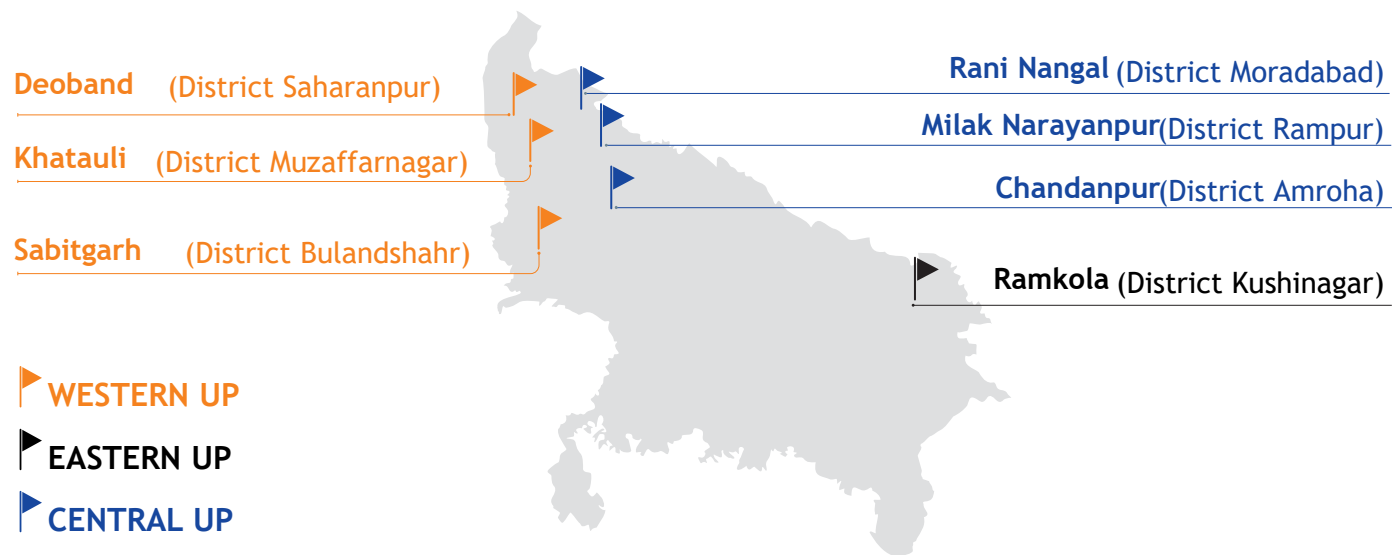 Deoband (District Saharanpur)
Khatauli (District Muzaffarnagar)
Sabitgarh (District Bulandshahr)
Rani Nangal (District Moradabad)
Milak Narayanpur(District Rampur)
Chandanpur(District Amroha)
Ramkola (District Kushinagar)
WESTERN UP
EASTERN UP
CENTRAL UP